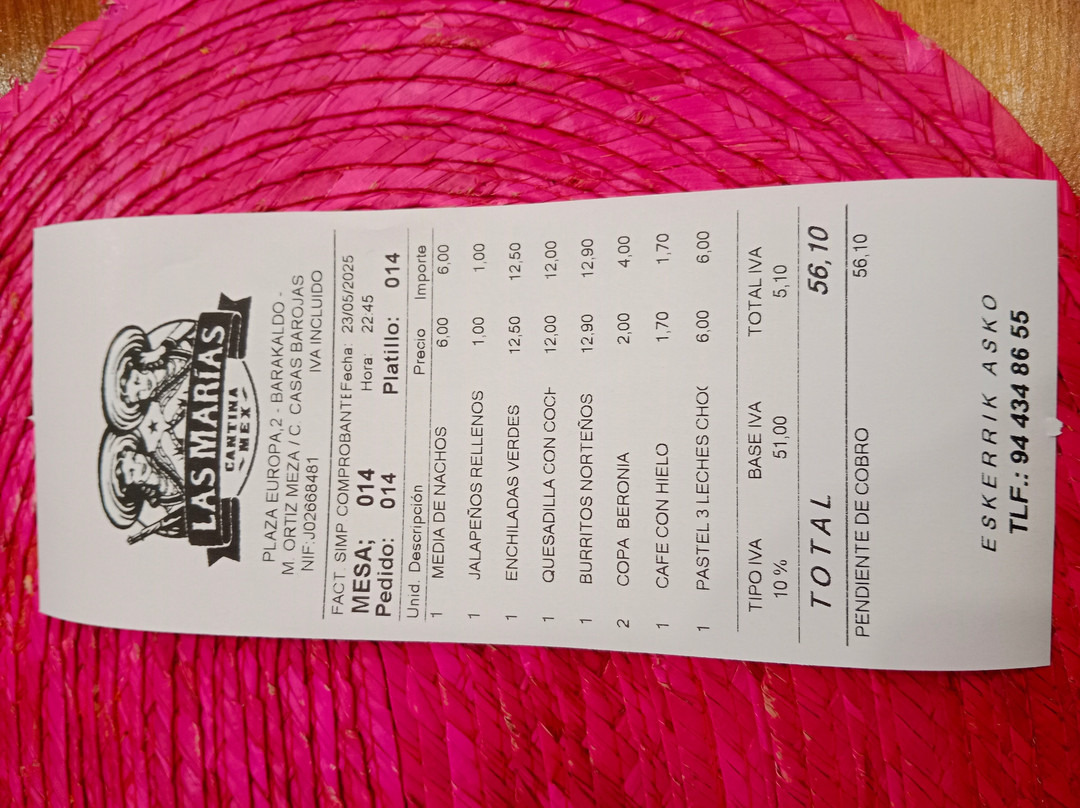 LAS MARÍAS
CANTINA
MEX
PLAZA EUROPA,2 - BARAKALDO -
M. ORTIZ MEZA / C. CASAS BAROJAS
NIF:J02668481 IVA INCLUIDO
FACT. SIMP COMPROBANTE Fecha: 23/05/2025
MESA; 014 Hora: 22:45
Pedido: 014 Platillo: 014
Unid. Descripción Precio Importe
1 MEDIA DE NACHOS 6,00 6,00
1 JALAPEÑOS RELLENOS 1,00 1,00
1 ENCHILADAS VERDES 12,50 12,50
1 QUESADILLA CON COCH 12,00 12,00
1 BURRITOS NORTEÑOS 12,90 12,90
2 COPA BERONIA 2,00 4,00
1 CAFE CON HIELO 1,70 1,70
1 PASTEL 3 LECHES CHO 6,00 6,00
TIPO IVA BASE IVA TOTAL IVA
10% 51,00 5,10
TOTAL 56,10
PENDIENTE DE COBRO 56,10
ESKERRIK ASKO
TLF.: 94 434 86 55